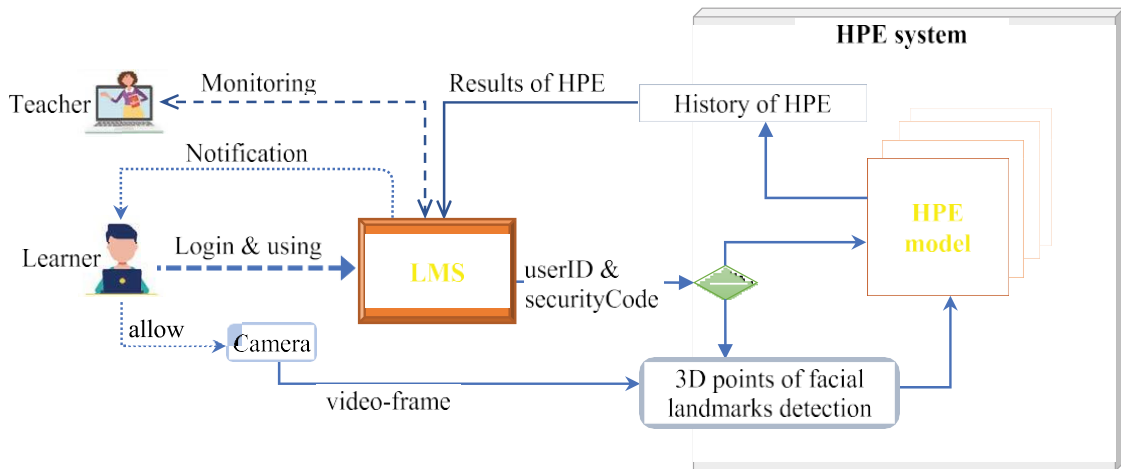 HPE system
Monitoring
Results of HPE
History of HPE
Teacher
Notification
HPE
model
Login & using
Learner
LMS
userID &
securityCode
allow
Camera
3D points of facial
landmarks detection
video-frame